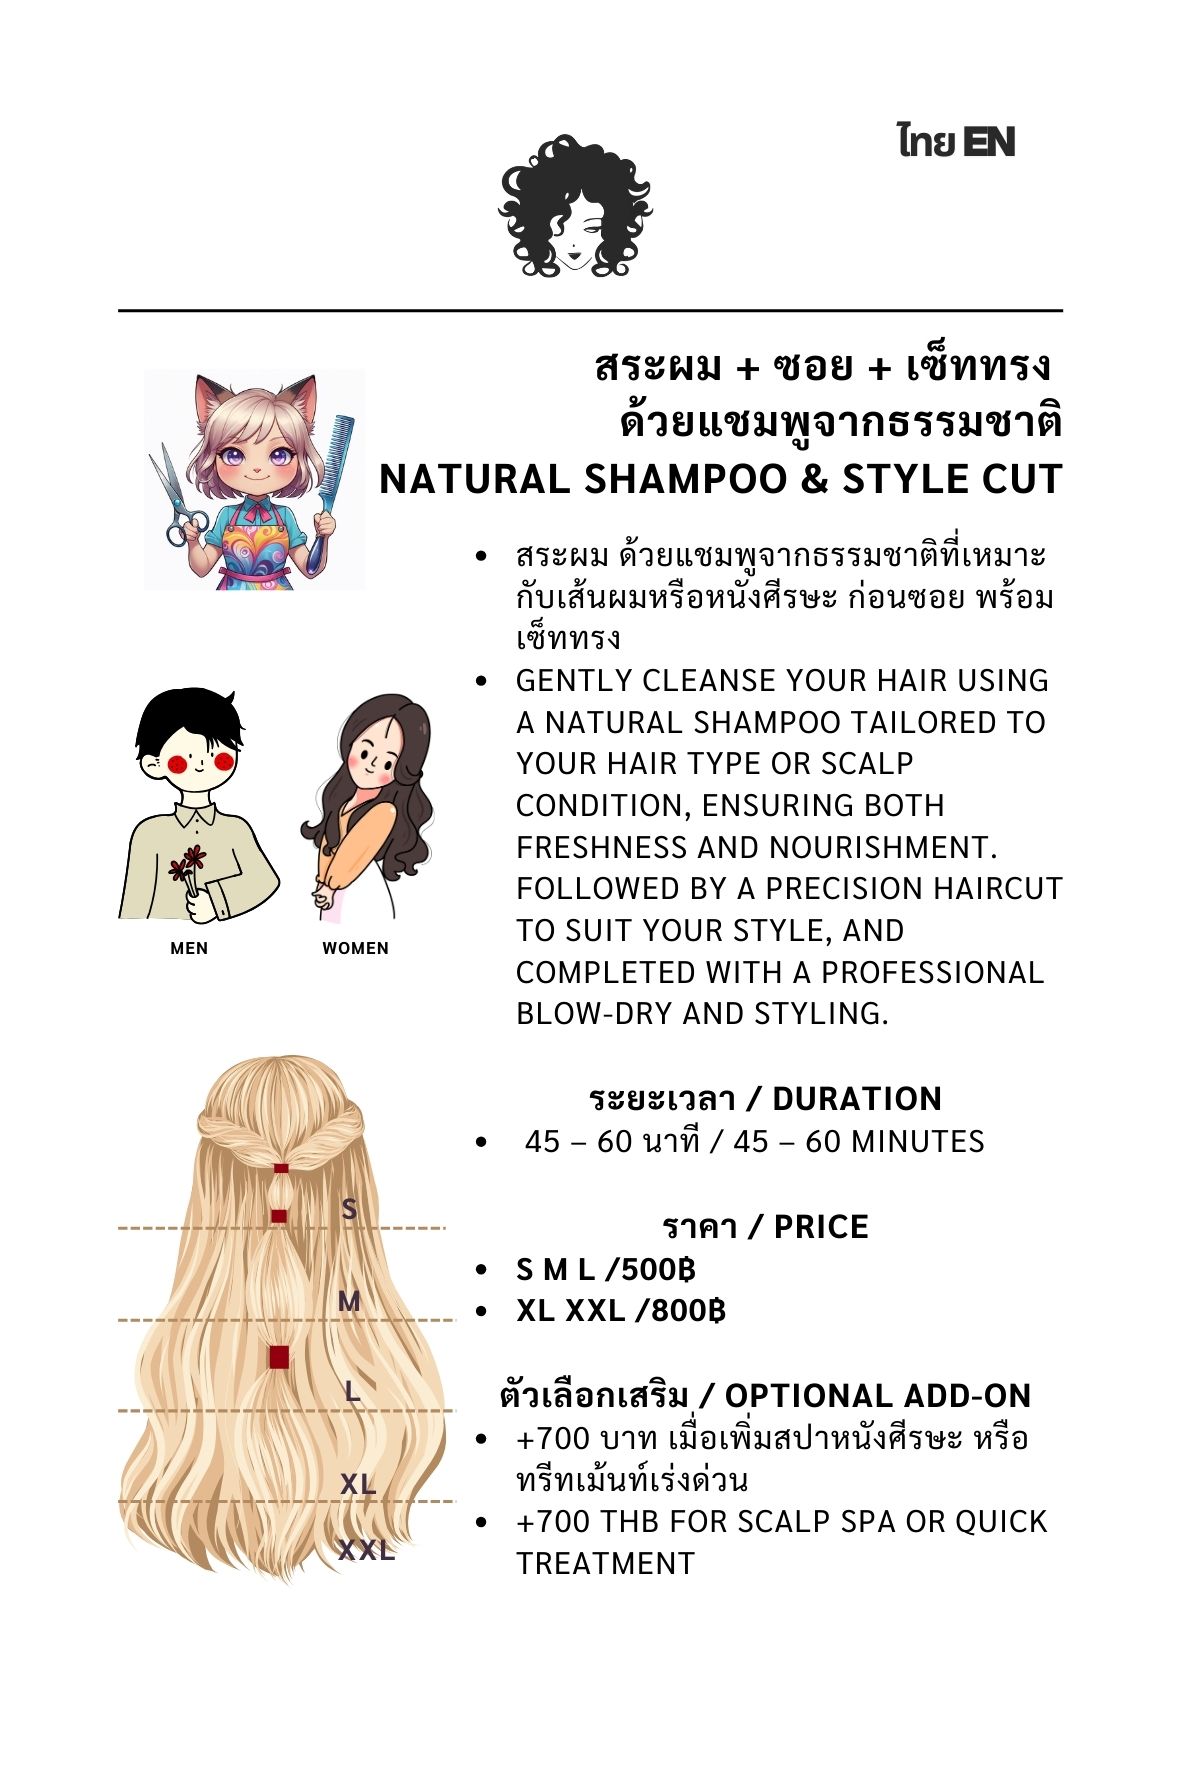 ไทย EN
สระผม + ซอย + เซ็ททรง
ด้วยแชมพูจากธรรมชาติ
NATURAL SHAMPOO & STYLE CUT
• สระผม ด้วยแชมพูจากธรรมชาติที่เหมาะ
กับเส้นผมหรือหนังศีรษะ ก่อนซอย พร้อม
เซ็ททรง
• GENTLY CLEANSE YOUR HAIR USING
A NATURAL SHAMPOO TAILORED TO
YOUR HAIR TYPE OR SCALP
CONDITION, ENSURING BOTH
FRESHNESS AND NOURISHMENT.
FOLLOWED BY A PRECISION HAIRCUT
TO SUIT YOUR STYLE, AND
COMPLETED WITH A PROFESSIONAL
BLOW-DRY AND STYLING.
MEN
WOMEN
ระยะเวลา / DURATION
• 45 – 60 นาที / 45 – 60 MINUTES
ราคา / PRICE
• S M L /500฿
• XL XXL /800฿
ตัวเลือกเสริม / OPTIONAL ADD-ON
• +700 บาท เมื่อเพิ่มสปาหนังศีรษะ หรือ
ทรีทเม้นท์เร่งด่วน
• +700 THB FOR SCALP SPA OR QUICK
TREATMENT
S
M
L
XL
XXL